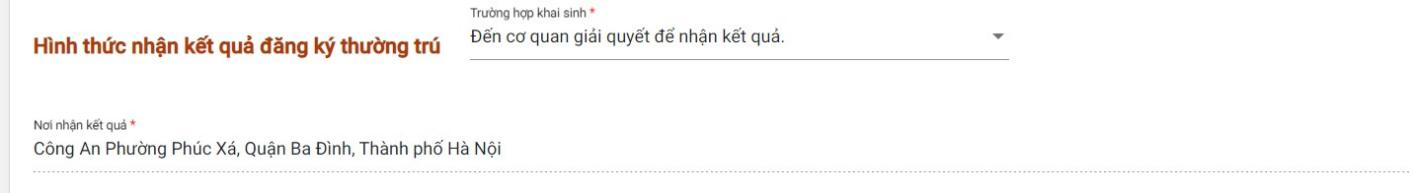 Trường hợp khai sinh *
Hình thức nhận kết quả đăng ký thường trú
Đến cơ quan giải quyết để nhận kết quả.
Nơi nhận kết quả *
Công An Phường Phúc Xá, Quận Ba Đình, Thành phố Hà Nội